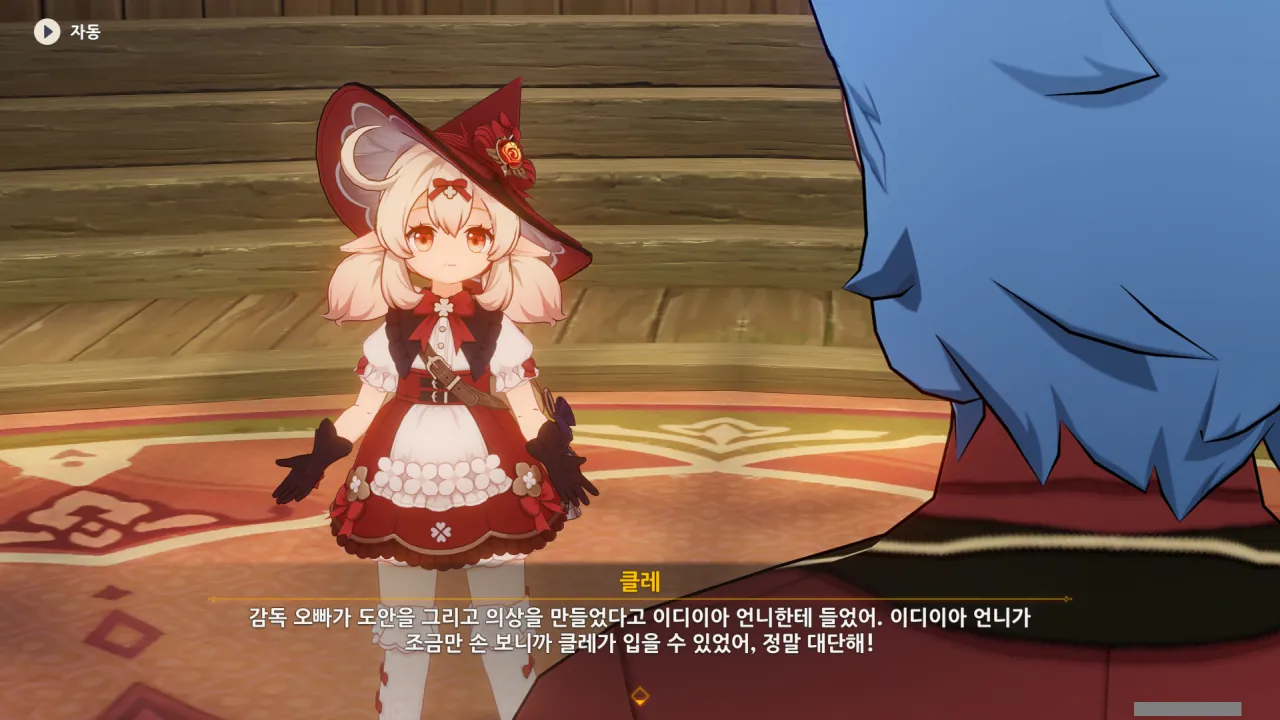 자동
클레
감독 오빠가 도안을 그리고 의상을 만들었다고 이디이아 언니한테 들었어. 이디이아 언니가
조금만 손 보니까 클레가 입을 수 있었어, 정말 대단해!